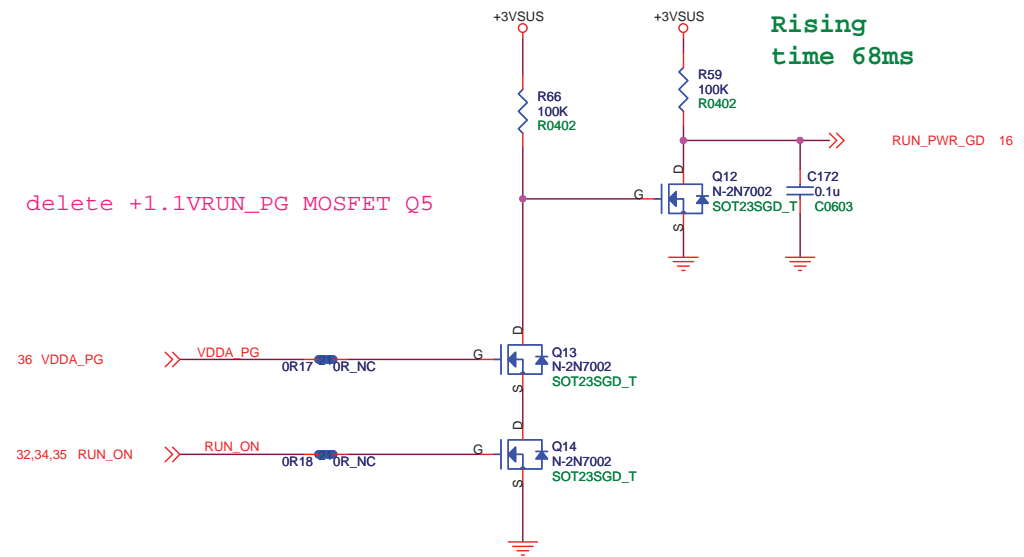 +3VSUS
+3VSUS
Rising
time 68ms
R66
100K
R0402
R59
100K
R0402
RUN_PWR_GD 16
delete +1.1VRUN_PG MOSFET Q5
G
D
S
Q12
N-2N7002
SOT23SGD_T
C172
0.1u
C0603
36 VDDA_PG
VDDA_PG
0R17
0R_NC
G
D
S
Q13
N-2N7002
SOT23SGD_T
32,34,35 RUN_ON
RUN_ON
0R18
0R_NC
G
D
S
Q14
N-2N7002
SOT23SGD_T